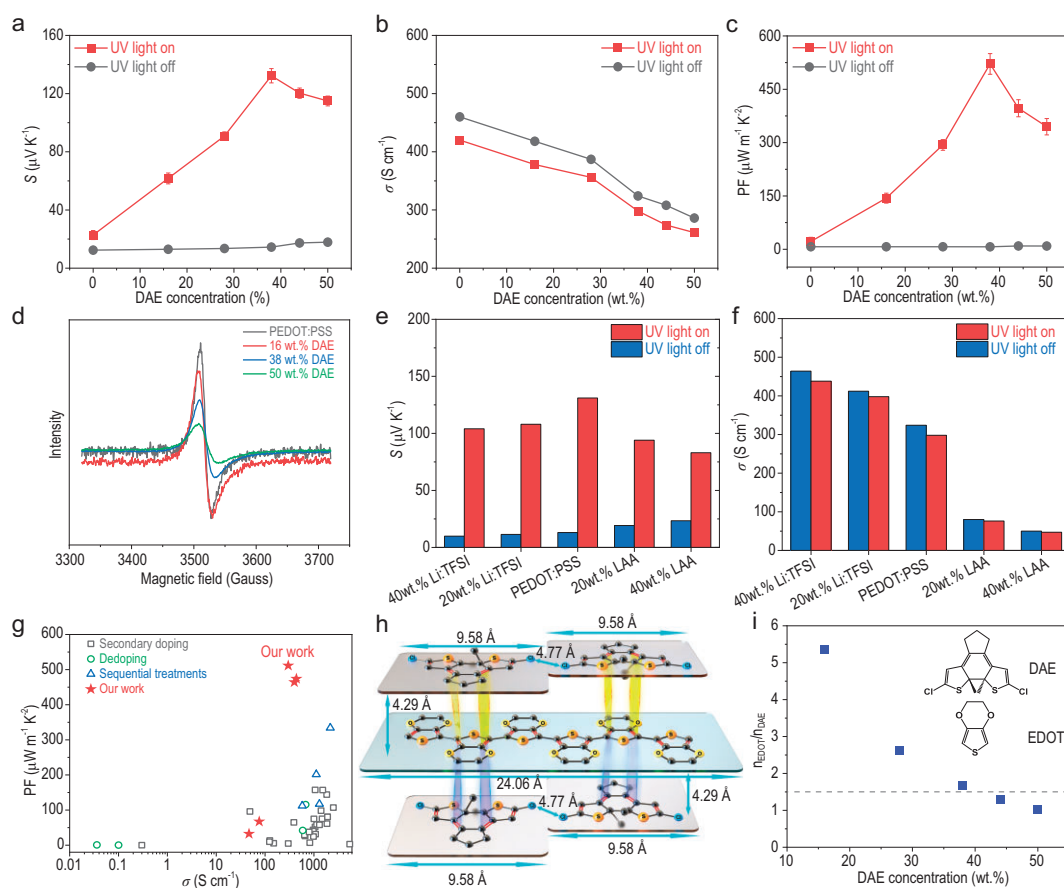 a
160
120
80
40
0
S (μV K⁻¹)
UV light on
UV light off
0 10 20 30 40 50
DAE concentration (%)
b
600
500
400
300
200
σ (S cm⁻¹)
UV light on
UV light off
0 10 20 30 40 50
DAE concentration (wt.%)
c
600
450
300
150
0
PF (μW m⁻¹ K⁻²)
UV light on
UV light off
0 10 20 30 40 50
DAE concentration (wt.%)
d
Intensity
PEDOT:PSS
16 wt.% DAE
38 wt.% DAE
50 wt.% DAE
3300 3400 3500 3600 3700
Magnetic field (Gauss)
e
200
150
100
50
0
S (μV K⁻¹)
UV light on
UV light off
40wt.% Li:TFSI
20wt.% Li:TFSI
PEDOT:PSS
20wt.% LAA
40wt.% LAA
f
600
500
400
300
200
100
0
σ (S cm⁻¹)
UV light on
UV light off
40wt.% Li:TFSI
20wt.% Li:TFSI
PEDOT:PSS
20wt.% LAA
40wt.% LAA
g
600
500
400
300
200
100
0
PF (μW m⁻¹ K⁻²)
Secondary doping
Dedoping
Sequential treatments
Our work
Our work
0.01 0.1 1 10 100 1000
σ (S cm⁻¹)
h
9.58 Å
9.58 Å
4.77 Å
4.29 Å
24.06 Å
4.77 Å
4.29 Å
9.58 Å
9.58 Å
i
6
5
4
3
2
1
0
nEDOT/nDAE
Cl S S Cl
DAE
O O
EDOT
S
10 20 30 40 50
DAE concentration (wt.%)